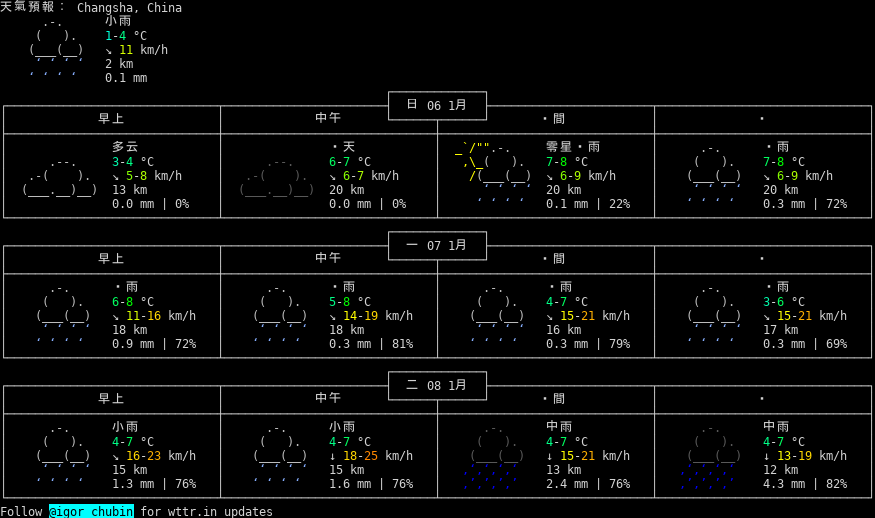 天氣預報： Changsha, China
小雨
1-4 °C
↘ 11 km/h
2 km
0.1 mm
日 06 1月
早上 中午 ・間 ・
多云 ・天 零星・雨 ・雨
3-4 °C 6-7 °C 7-8 °C 7-8 °C
↘ 5-8 km/h ↘ 6-7 km/h ↘ 6-9 km/h ↘ 6-9 km/h
13 km 20 km 20 km 20 km
0.0 mm | 0% 0.0 mm | 0% 0.1 mm | 22% 0.3 mm | 72%
一 07 1月
早上 中午 ・間 ・
・雨 ・雨 ・雨 ・雨
6-8 °C 5-8 °C 4-7 °C 3-6 °C
↘ 11-16 km/h ↘ 14-19 km/h ↘ 15-21 km/h ↘ 15-21 km/h
18 km 18 km 16 km 17 km
0.9 mm | 72% 0.3 mm | 81% 0.3 mm | 79% 0.3 mm | 69%
二 08 1月
早上 中午 ・間 ・
小雨 小雨 中雨 中雨
4-7 °C 4-7 °C 4-7 °C 4-7 °C
↘ 16-23 km/h ↓ 18-25 km/h ↓ 15-21 km/h ↓ 13-19 km/h
15 km 15 km 13 km 12 km
1.3 mm | 76% 1.6 mm | 76% 2.4 mm | 76% 4.3 mm | 82%
Follow @igor_chubin for wttr.in updates